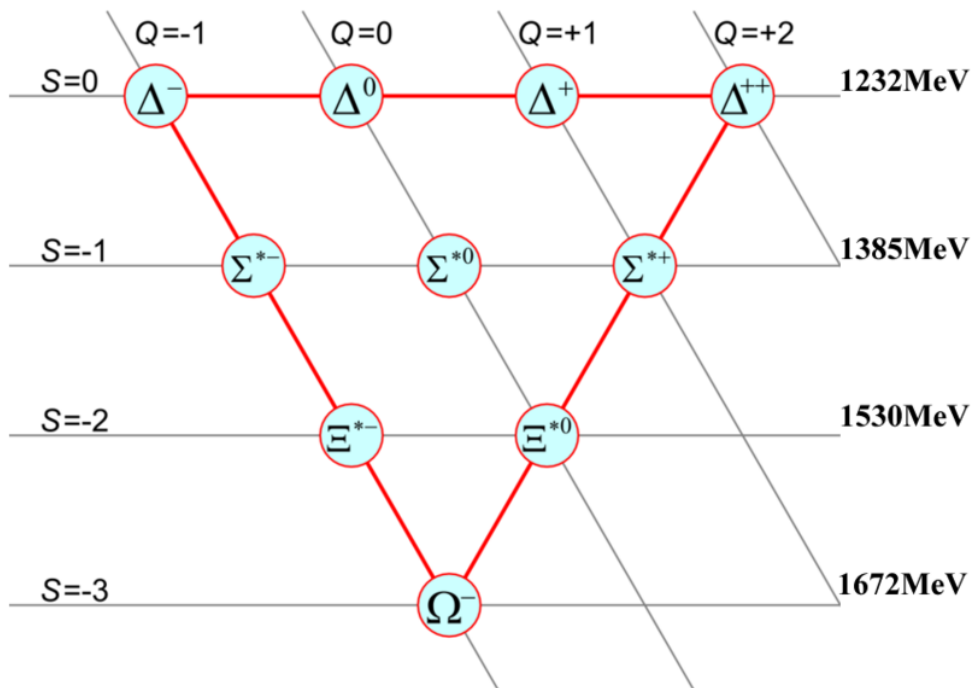 Q=-1 Q=0 Q=+1 Q=+2
S=0 Δ⁻ Δ⁰ Δ⁺ Δ⁺⁺ 1232MeV
S=-1 Σ*⁻ Σ*⁰ Σ*⁺ 1385MeV
S=-2 Ξ*⁻ Ξ*⁰ 1530MeV
S=-3 Ω⁻ 1672MeV